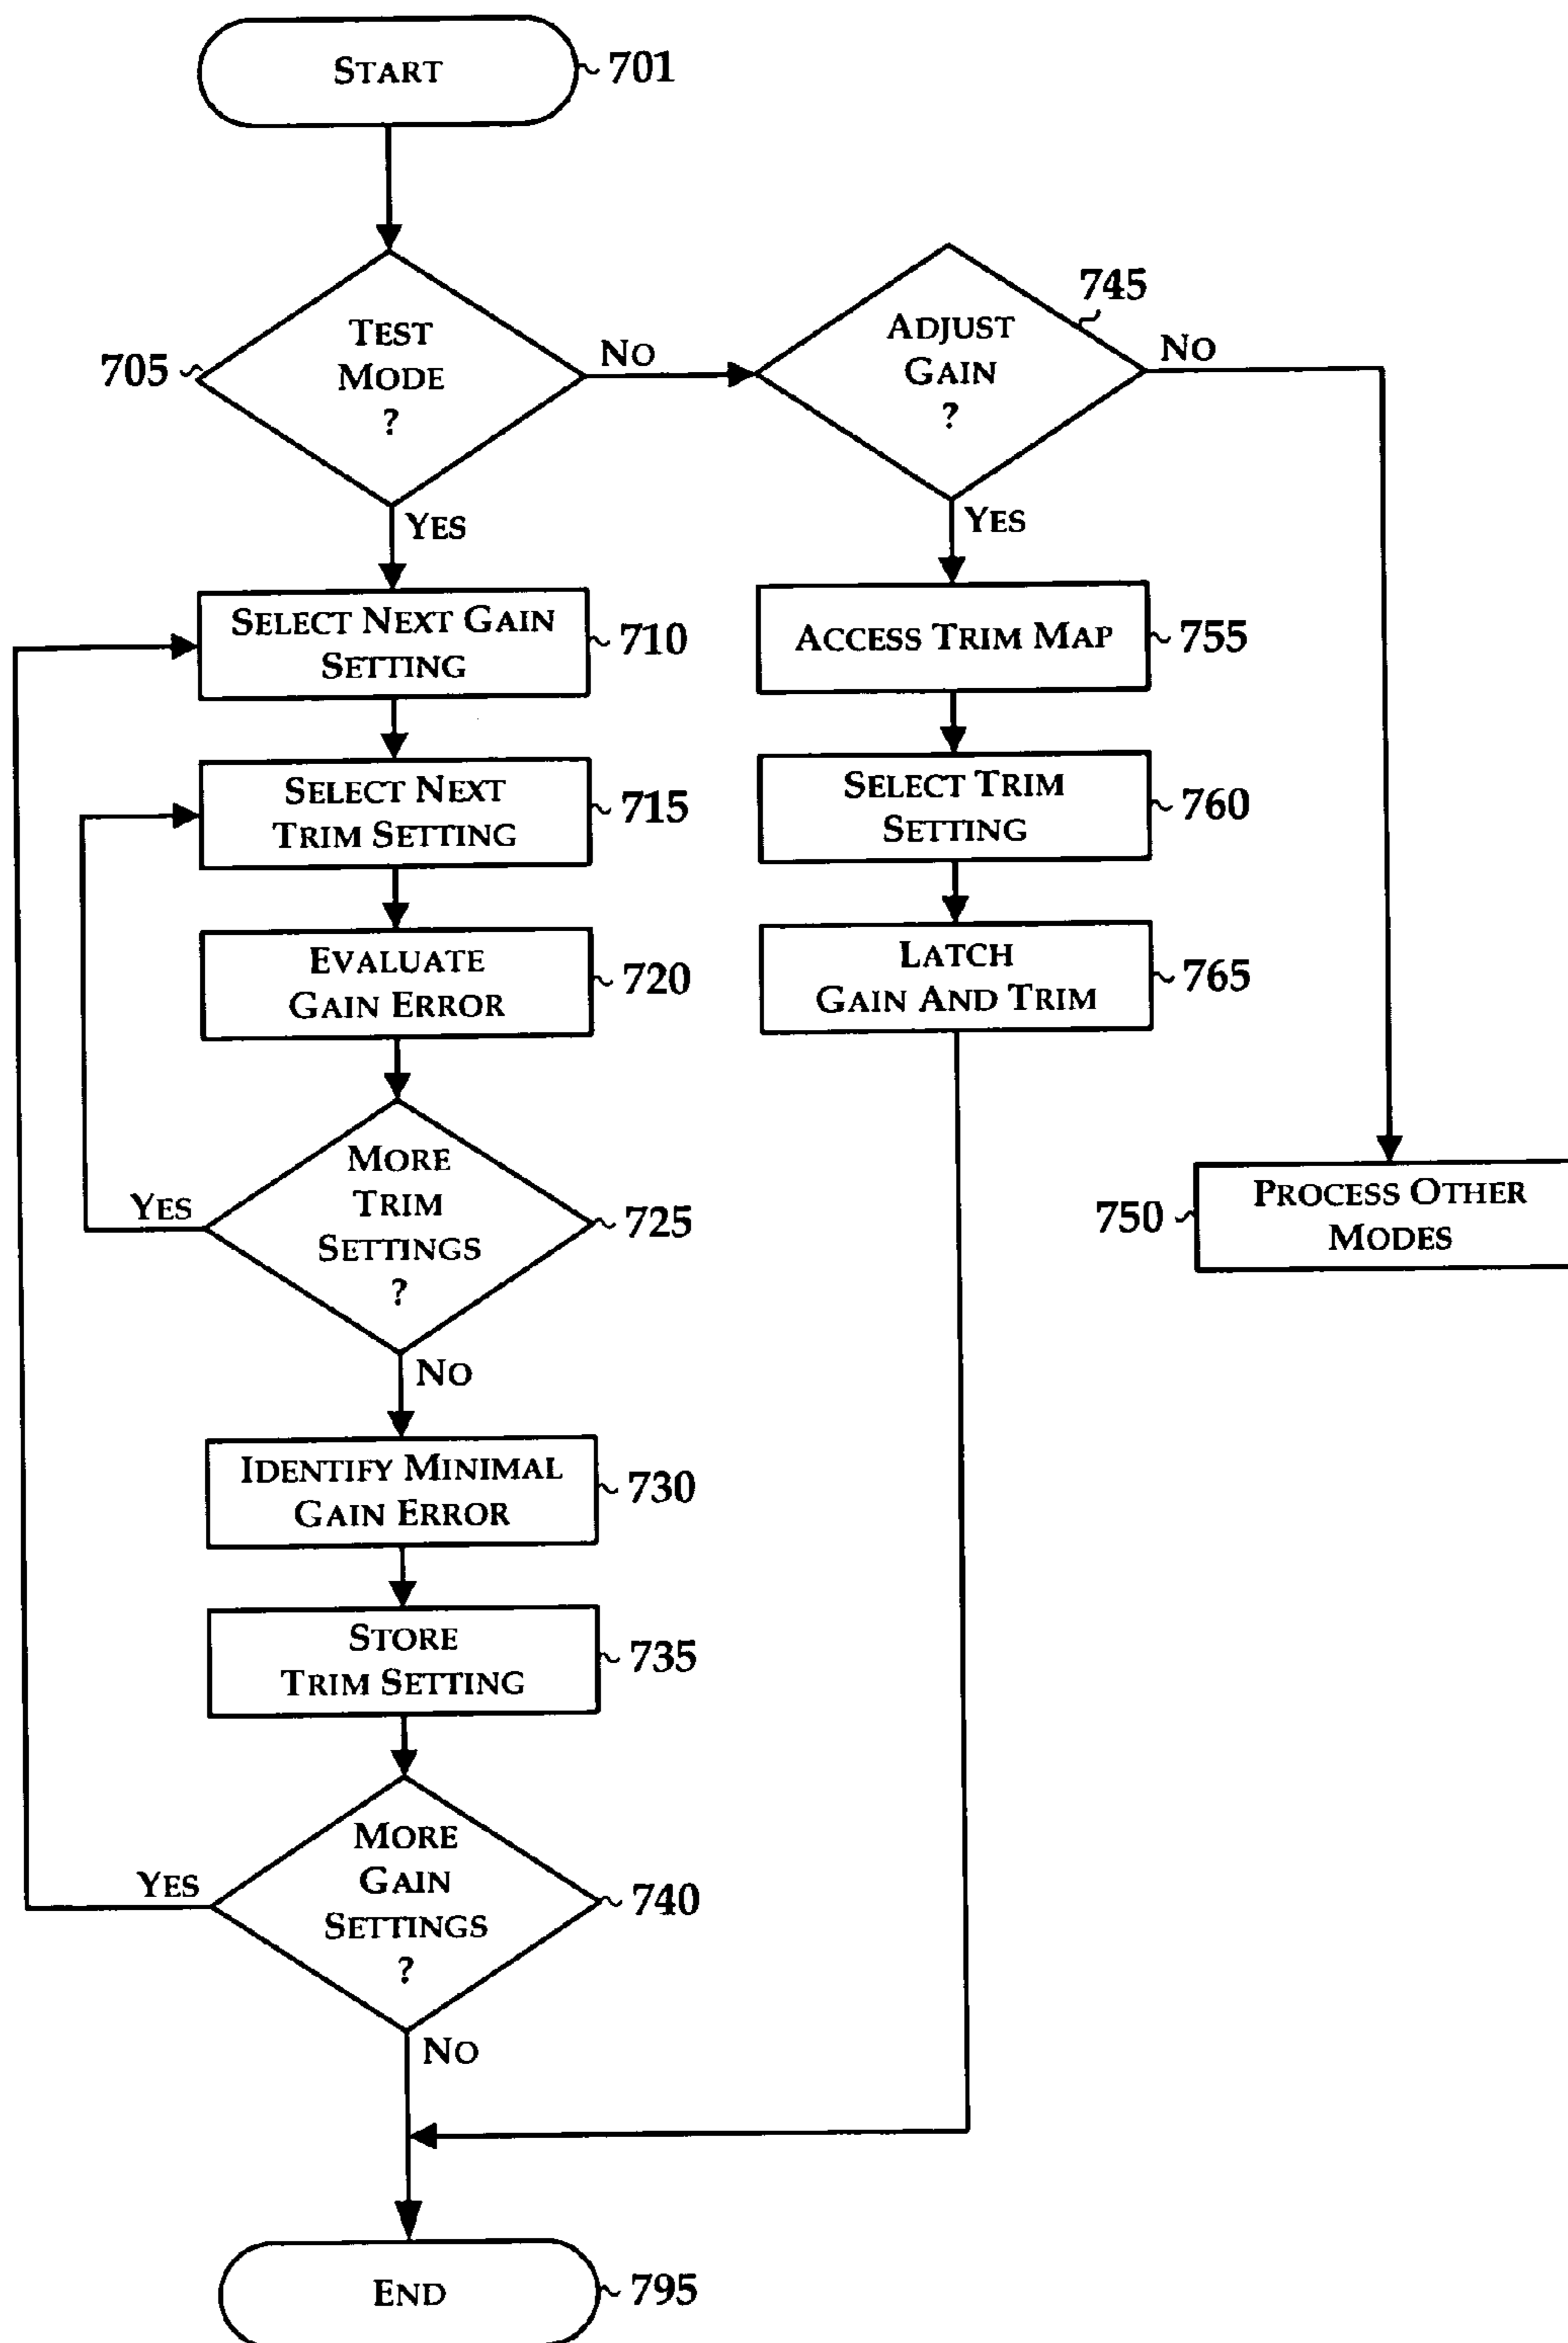 START
701
TEST
MODE
?
705
NO
YES
ADJUST
GAIN
?
745
NO
YES
SELECT NEXT GAIN
SETTING
710
ACCESS TRIM MAP
755
SELECT NEXT
TRIM SETTING
715
SELECT TRIM
SETTING
760
EVALUATE
GAIN ERROR
720
LATCH
GAIN AND TRIM
765
MORE
TRIM
SETTINGS
?
725
YES
NO
PROCESS OTHER
MODES
750
IDENTIFY MINIMAL
GAIN ERROR
730
STORE
TRIM SETTING
735
MORE
GAIN
SETTINGS
?
740
YES
NO
END
795